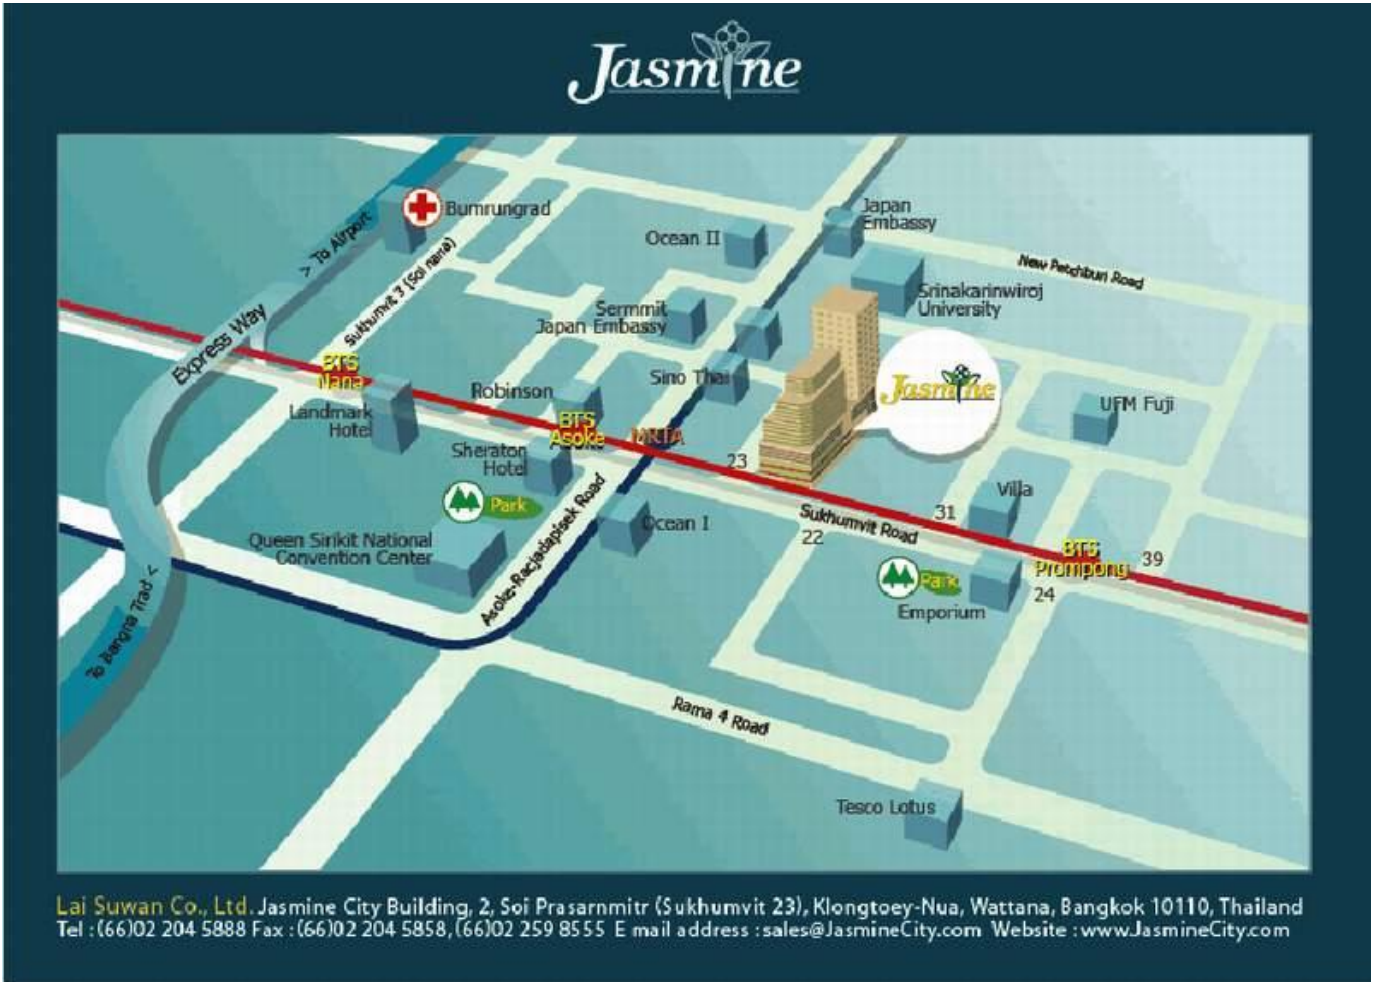 Jasmine
Bumrungrad
> To Airport
Sukhumvit 3 (Soi nana)
Express Way
Ocean II
Japan
Embassy
New Petchburi Road
Srinakarinwiroj
University
Sermmit
Japan Embassy
Sino Thai
Jasmine
UFM Fuji
BTS
Nana
Landmark
Hotel
Robinson
BTS
Asoke
MRTA
Sheraton
Hotel
23
Park
Villa
31
Sukhumvit Road
22
Ocean I
Queen Sirikit National
Convention Center
Asoke-Racjadapisek Road
BTS
Prompong
39
Park
24
Emporium
To Bangna Trad <
Rama 4 Road
Tesco Lotus
Lai Suwan Co., Ltd. Jasmine City Building, 2, Soi Prasarnmitr (Sukhumvit 23), Klongtoey-Nua, Wattana, Bangkok 10110, Thailand
Tel : (66)02 204 5888 Fax : (66)02 204 5858, (66)02 259 8555 E mail address : sales@JasmineCity.com Website : www.JasmineCity.com